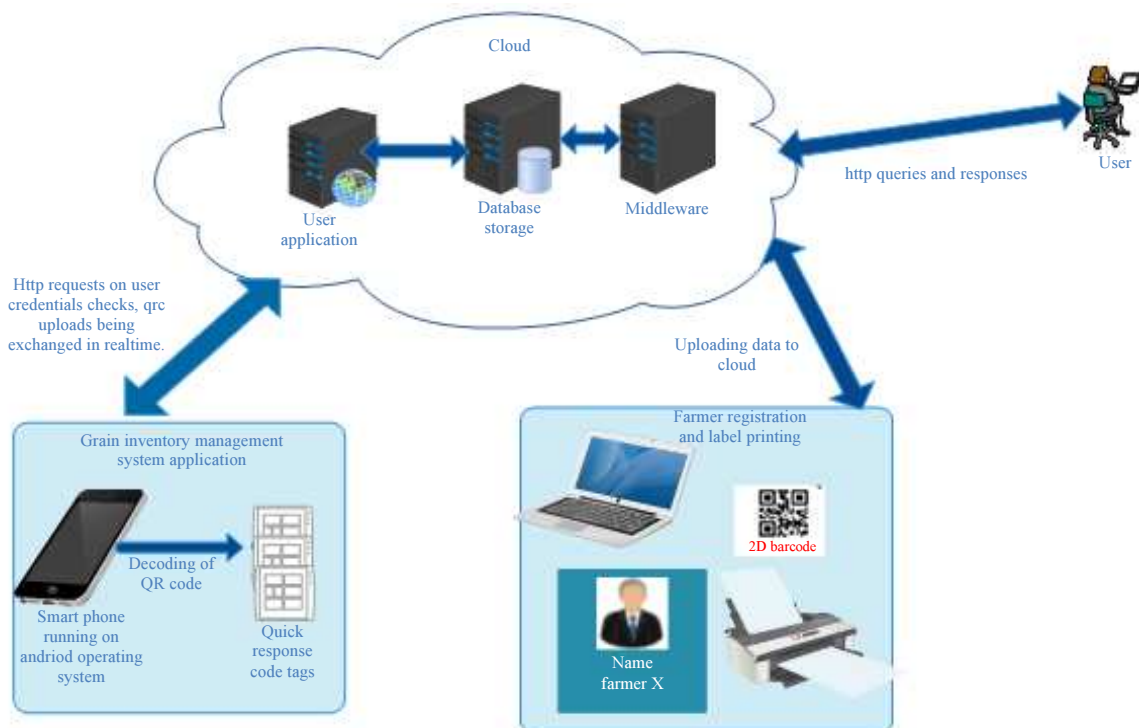 Cloud
User
application
Database
storage
Middleware
http queries and responses
User
Http requests on user
credentials checks, qrc
uploads being
exchanged in realtime.
Uploading data to
cloud
Grain inventory management
system application
Decoding of
QR code
Smart phone
running on
andriod operating
system
Quick
response
code tags
Farmer registration
and label printing
2D barcode
Name
farmer X